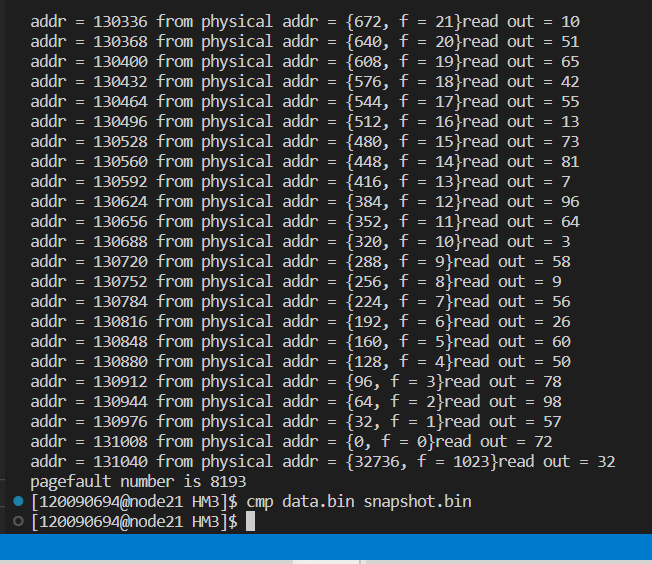 addr = 130336 from physical addr = {672, f = 21}read out = 10
addr = 130368 from physical addr = {640, f = 20}read out = 51
addr = 130400 from physical addr = {608, f = 19}read out = 65
addr = 130432 from physical addr = {576, f = 18}read out = 42
addr = 130464 from physical addr = {544, f = 17}read out = 55
addr = 130496 from physical addr = {512, f = 16}read out = 13
addr = 130528 from physical addr = {480, f = 15}read out = 73
addr = 130560 from physical addr = {448, f = 14}read out = 81
addr = 130592 from physical addr = {416, f = 13}read out = 7
addr = 130624 from physical addr = {384, f = 12}read out = 96
addr = 130656 from physical addr = {352, f = 11}read out = 64
addr = 130688 from physical addr = {320, f = 10}read out = 3
addr = 130720 from physical addr = {288, f = 9}read out = 58
addr = 130752 from physical addr = {256, f = 8}read out = 9
addr = 130784 from physical addr = {224, f = 7}read out = 56
addr = 130816 from physical addr = {192, f = 6}read out = 26
addr = 130848 from physical addr = {160, f = 5}read out = 60
addr = 130880 from physical addr = {128, f = 4}read out = 50
addr = 130912 from physical addr = {96, f = 3}read out = 78
addr = 130944 from physical addr = {64, f = 2}read out = 98
addr = 130976 from physical addr = {32, f = 1}read out = 57
addr = 131008 from physical addr = {0, f = 0}read out = 72
addr = 131040 from physical addr = {32736, f = 1023}read out = 32
pagefault number is 8193
[120090694@node21 HM3]$ cmp data.bin snapshot.bin
[120090694@node21 HM3]$